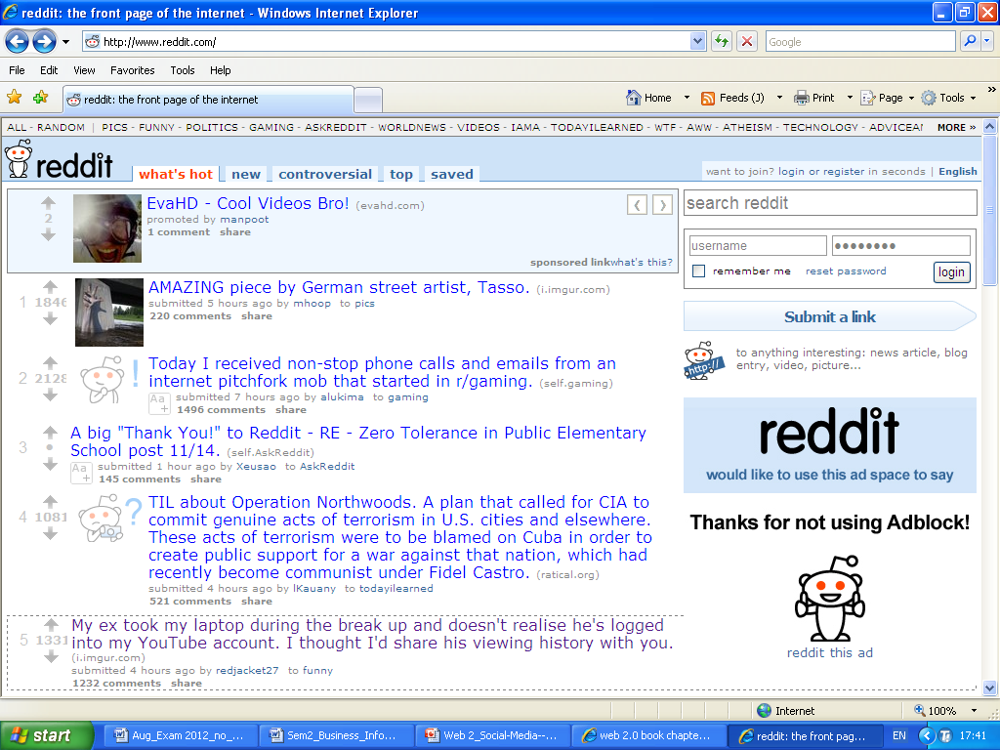 reddit: the front page of the internet - Windows Internet Explorer
http://www.reddit.com/
Google
File Edit View Favorites Tools Help
reddit: the front page of the internet
Home Feeds (J) Print Page Tools »
ALL - RANDOM | PICS - FUNNY - POLITICS - GAMING - ASKREDDIT - WORLDNEWS - VIDEOS - IAMA - TODAYILEARNED - WTF - AWW - ATHEISM - TECHNOLOGY - ADVICEAN MORE »
reddit what's hot new controversial top saved
want to join? login or register in seconds | English
2
EvaHD - Cool Videos Bro! (evahd.com)
promoted by manpoot
1 comment share
sponsored link what's this?
1 1846
AMAZING piece by German street artist, Tasso. (i.imgur.com)
submitted 5 hours ago by mhoop to pics
220 comments share
2 2128
!
Today I received non-stop phone calls and emails from an
internet pitchfork mob that started in r/gaming. (self.gaming)
Aa+
submitted 7 hours ago by alukima to gaming
1496 comments share
3 •
A big "Thank You!" to Reddit - RE - Zero Tolerance in Public Elementary
School post 11/14. (self.AskReddit)
Aa+
submitted 1 hour ago by Xeusao to AskReddit
145 comments share
4 1081
?
TIL about Operation Northwoods. A plan that called for CIA to
commit genuine acts of terrorism in U.S. cities and elsewhere.
These acts of terrorism were to be blamed on Cuba in order to
create public support for a war against that nation, which had
recently become communist under Fidel Castro. (ratical.org)
submitted 4 hours ago by lKauany to todayilearned
521 comments share
5 1331
My ex took my laptop during the break up and doesn't realise he's logged
into my YouTube account. I thought I'd share his viewing history with you.
(i.imgur.com)
submitted 4 hours ago by redjacket27 to funny
1232 comments share
search reddit
username ●●●●●●●●
remember me reset password login
Submit a link
http://
to anything interesting: news article, blog
entry, video, picture...
reddit
would like to use this ad space to say
Thanks for not using Adblock!
reddit this ad
Internet 100%
start Aug_Exam 2012_no_... Sem2_Business_Info... Web 2_Social-Media--... web 2.0 book chapte... reddit: the front pag... EN 17:41